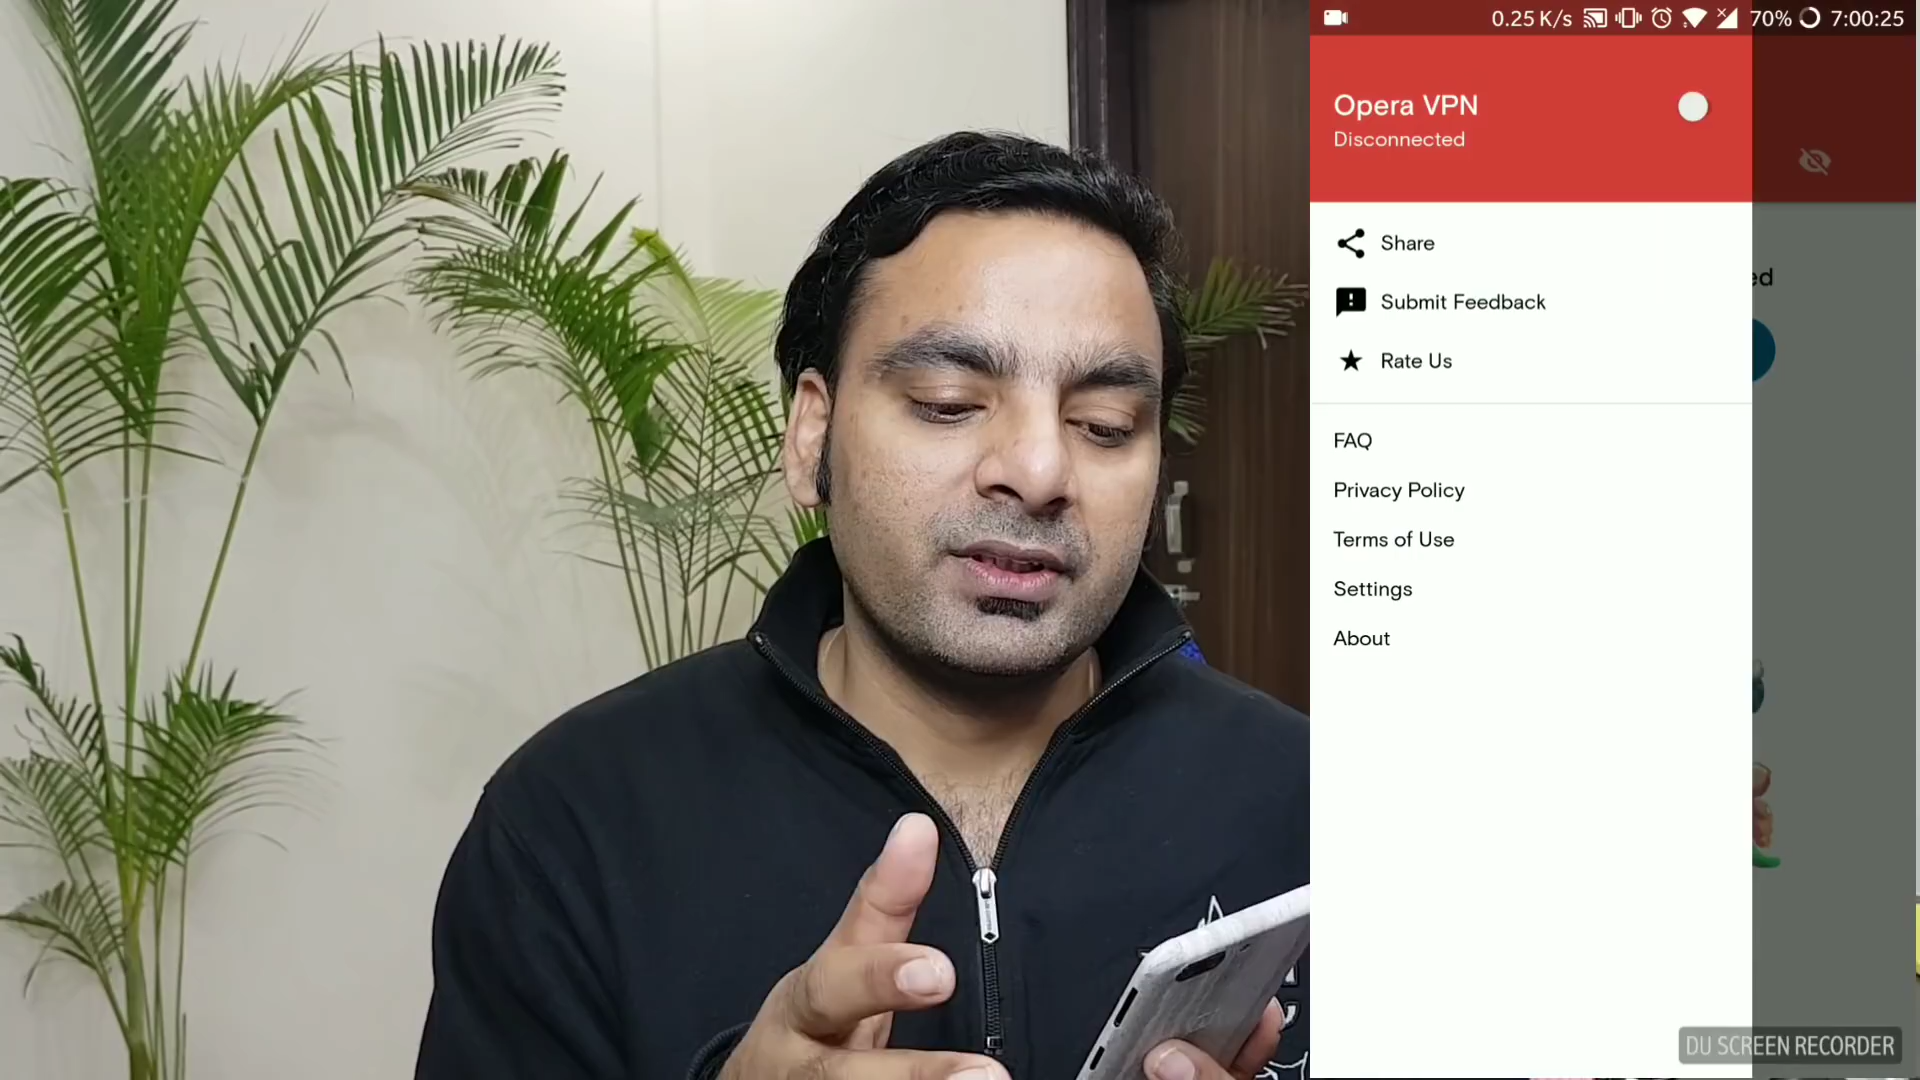 0.25 K/s 70% 7:00:25
Opera VPN
Disconnected
Share
Submit Feedback
ed
Rate Us
FAQ
Privacy Policy
Terms of Use
Settings
About
DU SCREEN RECORDER